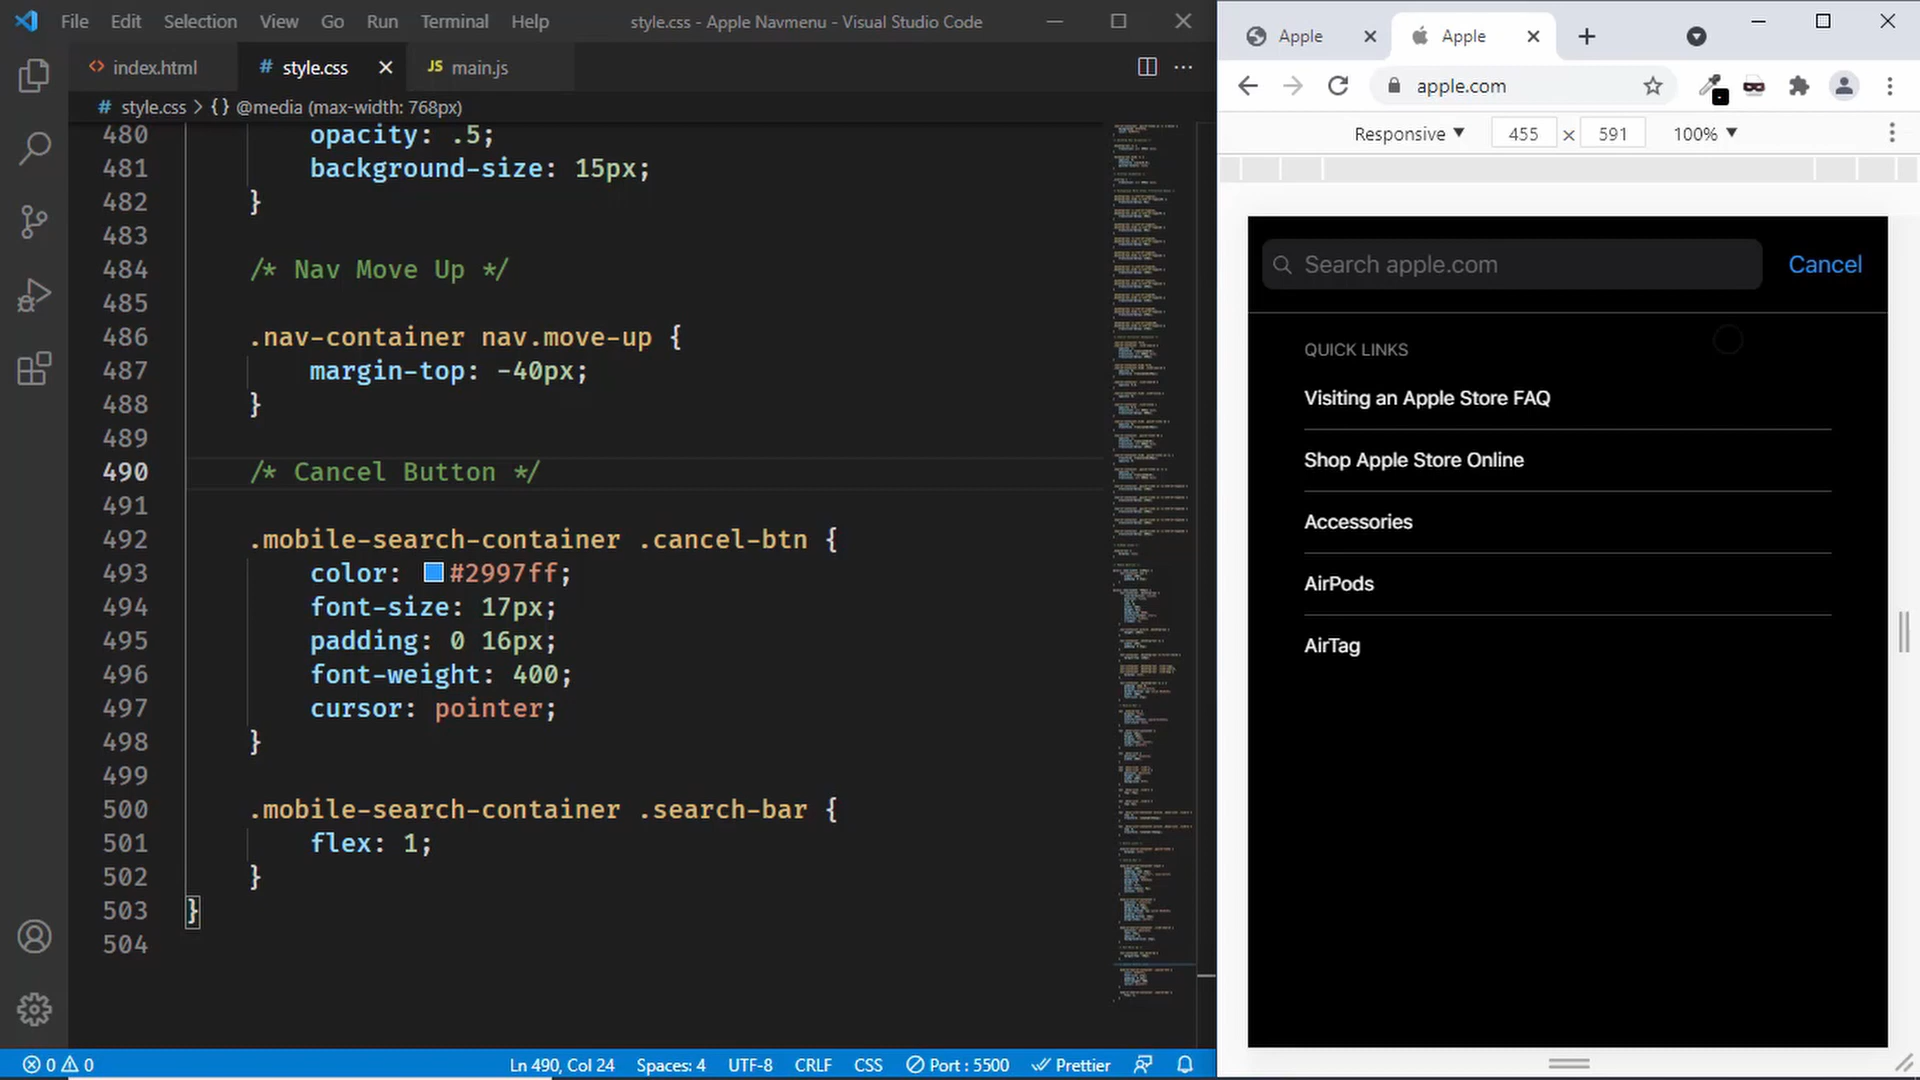 File Edit Selection View Go Run Terminal Help style.css - Apple Navmenu - Visual Studio Code
<> index.html # style.css JS main.js
# style.css > {} @media (max-width: 768px)
480 opacity: .5;
481 background-size: 15px;
482 }
483
484 /* Nav Move Up */
485
486 .nav-container nav.move-up {
487 margin-top: -40px;
488 }
489
490 /* Cancel Button */
491
492 .mobile-search-container .cancel-btn {
493 color: #2997ff;
494 font-size: 17px;
495 padding: 0 16px;
496 font-weight: 400;
497 cursor: pointer;
498 }
499
500 .mobile-search-container .search-bar {
501 flex: 1;
502 }
503 }
504
0 0 Ln 490, Col 24 Spaces: 4 UTF-8 CRLF CSS Port : 5500 Prettier
Apple Apple
apple.com
Responsive 455 × 591 100%
Search apple.com Cancel
QUICK LINKS
Visiting an Apple Store FAQ
Shop Apple Store Online
Accessories
AirPods
AirTag